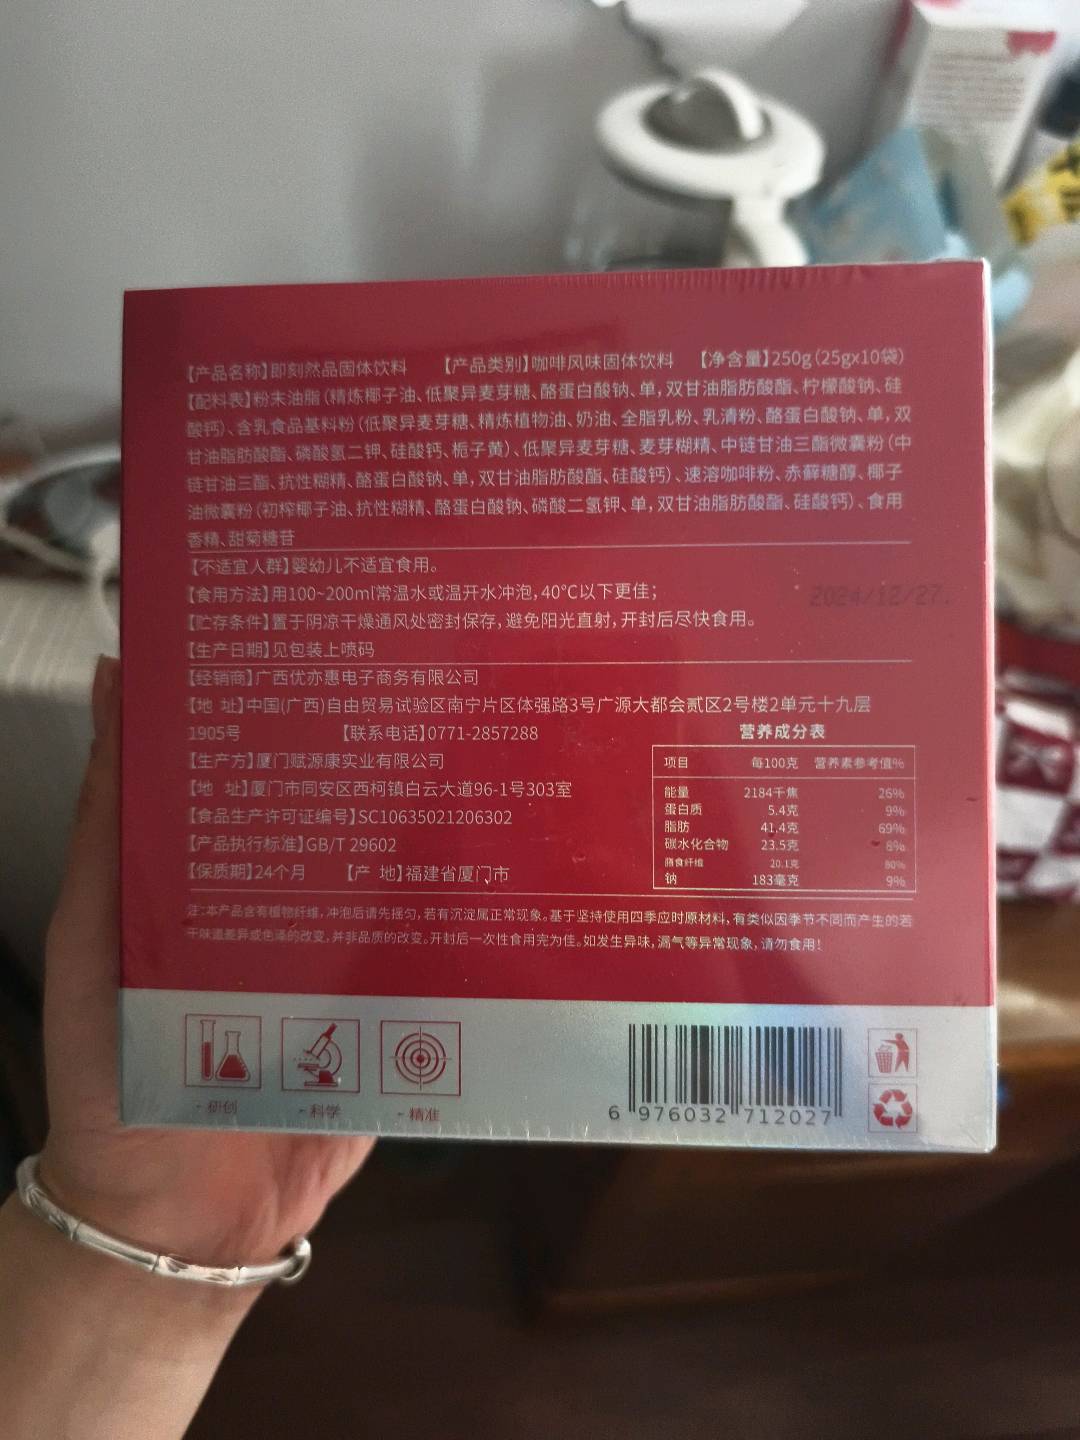 【产品名称】即刻然品固体饮料 【产品类别】咖啡风味固体饮料 【净含量】250g(25gx10袋)
【配料表】粉末油脂(精炼椰子油、低聚异麦芽糖、酪蛋白酸钠、单,双甘油脂肪酸酯、柠檬酸钠、硅
酸钙)、含乳食品基料粉(低聚异麦芽糖、精炼植物油、奶油、全脂乳粉、乳清粉、酪蛋白酸钠、单,双
甘油脂肪酸酯、磷酸氢二钾、硅酸钙、栀子黄)、低聚异麦芽糖、麦芽糊精、中链甘油三酯微囊粉(中
链甘油三酯、抗性糊精、酪蛋白酸钠、单,双甘油脂肪酸酯、硅酸钙)、速溶咖啡粉、赤藓糖醇、椰子
油微囊粉(初榨椰子油、抗性糊精、酪蛋白酸钠、磷酸二氢钾、单,双甘油脂肪酸酯、硅酸钙)、食用
香精、甜菊糖苷
【不适宜人群】婴幼儿不适宜食用。
【食用方法】用100~200ml常温水或温开水冲泡,40°C以下更佳;
2024/12/27.
【贮存条件】置于阴凉干燥通风处密封保存,避免阳光直射,开封后尽快食用。
【生产日期】见包装上喷码
【经销商】广西优亦惠电子商务有限公司
【地 址】中国(广西)自由贸易试验区南宁片区体强路3号广源大都会贰区2号楼2单元十九层
1905号 【联系电话】0771-2857288
【生产方】厦门赋源康实业有限公司
【地 址】厦门市同安区西柯镇白云大道96-1号303室
【食品生产许可证编号】SC10635021206302
【产品执行标准】GB/T 29602
【保质期】24个月 【产 地】福建省厦门市
营养成分表
项目 每100克 营养素参考值%
能量 2184千焦 26%
蛋白质 5.4克 9%
脂肪 41.4克 69%
碳水化合物 23.5克 8%
膳食纤维 20.1克 80%
钠 183毫克 9%
注:本产品含有植物纤维,冲泡后请先摇匀,若有沉淀属正常现象。基于坚持使用四季应时原材料,有类似因季节不同而产生的若
干味道差异或色泽的改变,并非品质的改变。开封后一次性食用完为佳。如发生异味,漏气等异常现象,请勿食用!
- 研创 - 科学 - 精准
6 976032 712027